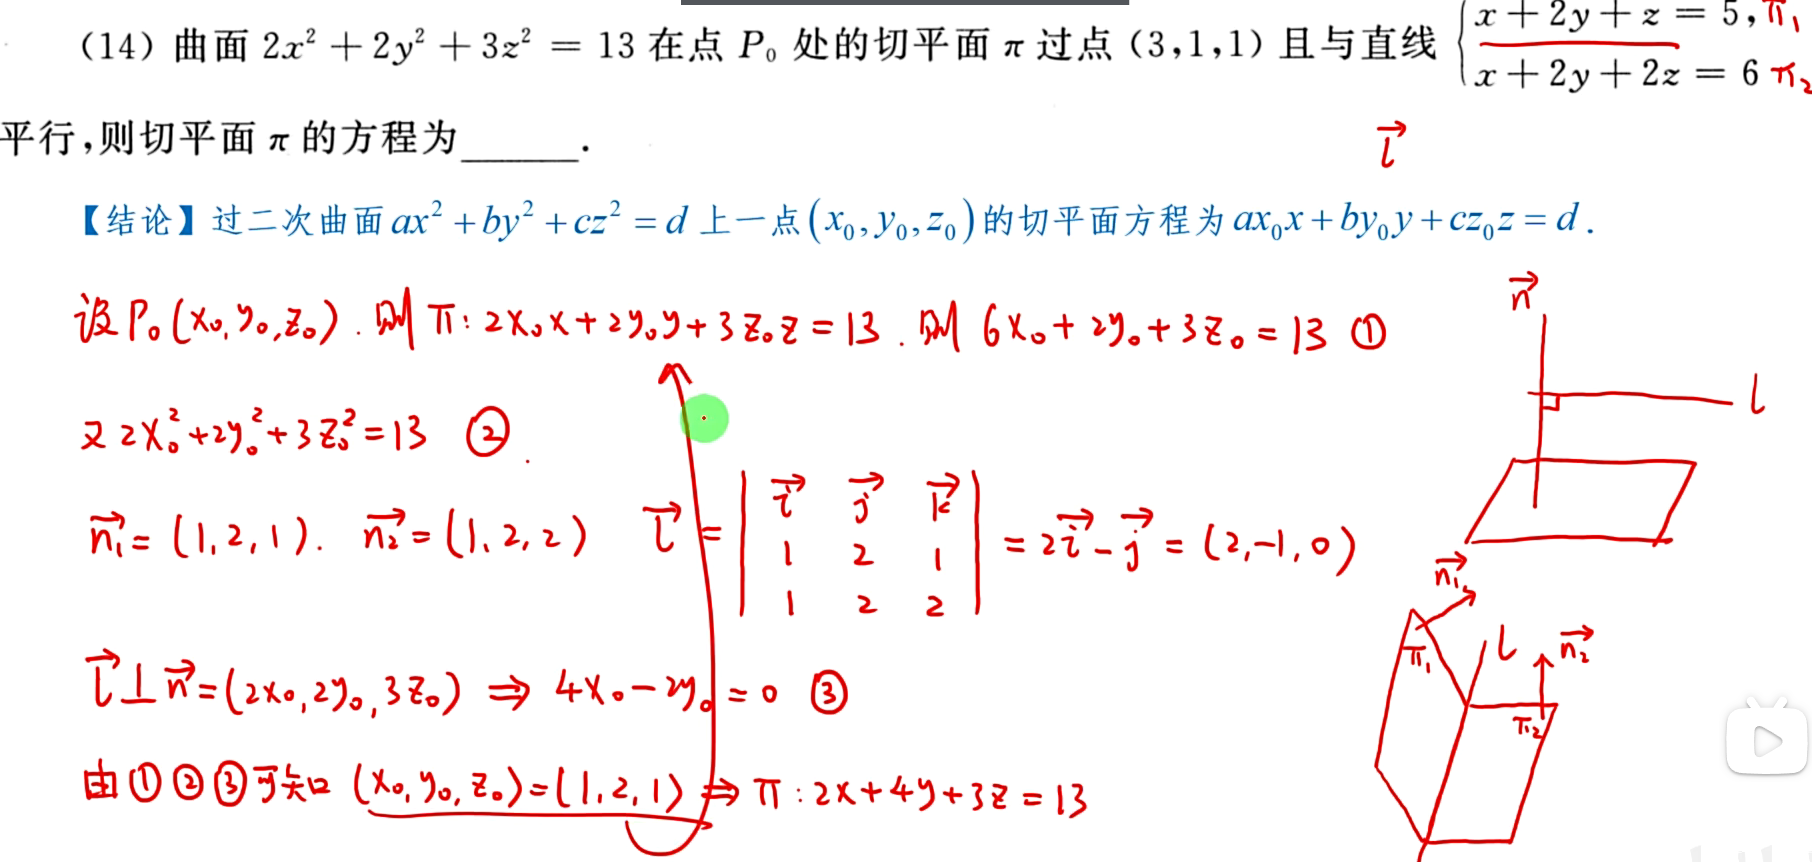 (14) 曲面 2x² + 2y² + 3z² = 13 在点 P₀ 处的切平面 π 过点 (3,1,1) 且与直线 { x + 2y + z = 5, π₁
x + 2y + 2z = 6 π₂
平行,则切平面 π 的方程为______.
l⃗
【结论】过二次曲面 ax² + by² + cz² = d 上一点 (x₀, y₀, z₀) 的切平面方程为 ax₀x + by₀y + cz₀z = d .
设 P₀(x₀, y₀, z₀) . 则 π: 2x₀x + 2y₀y + 3z₀z = 13 . 则 6x₀ + 2y₀ + 3z₀ = 13 ①
n⃗
l
又 2x₀² + 2y₀² + 3z₀² = 13 ② .
n₁⃗ = (1, 2, 1). n₂⃗ = (1, 2, 2) l⃗ = | i⃗ j⃗ k⃗ |
| 1 2 1 | = 2i⃗ - j⃗ = (2, -1, 0)
| 1 2 2 |
n₁⃗
π₁ l n₂⃗
π₂
l⃗ ⊥ n⃗ = (2x₀, 2y₀, 3z₀) ⇒ 4x₀ - 2y₀ = 0 ③
由①②③可知 (x₀, y₀, z₀) = (1, 2, 1) ⇒ π : 2x + 4y + 3z = 13